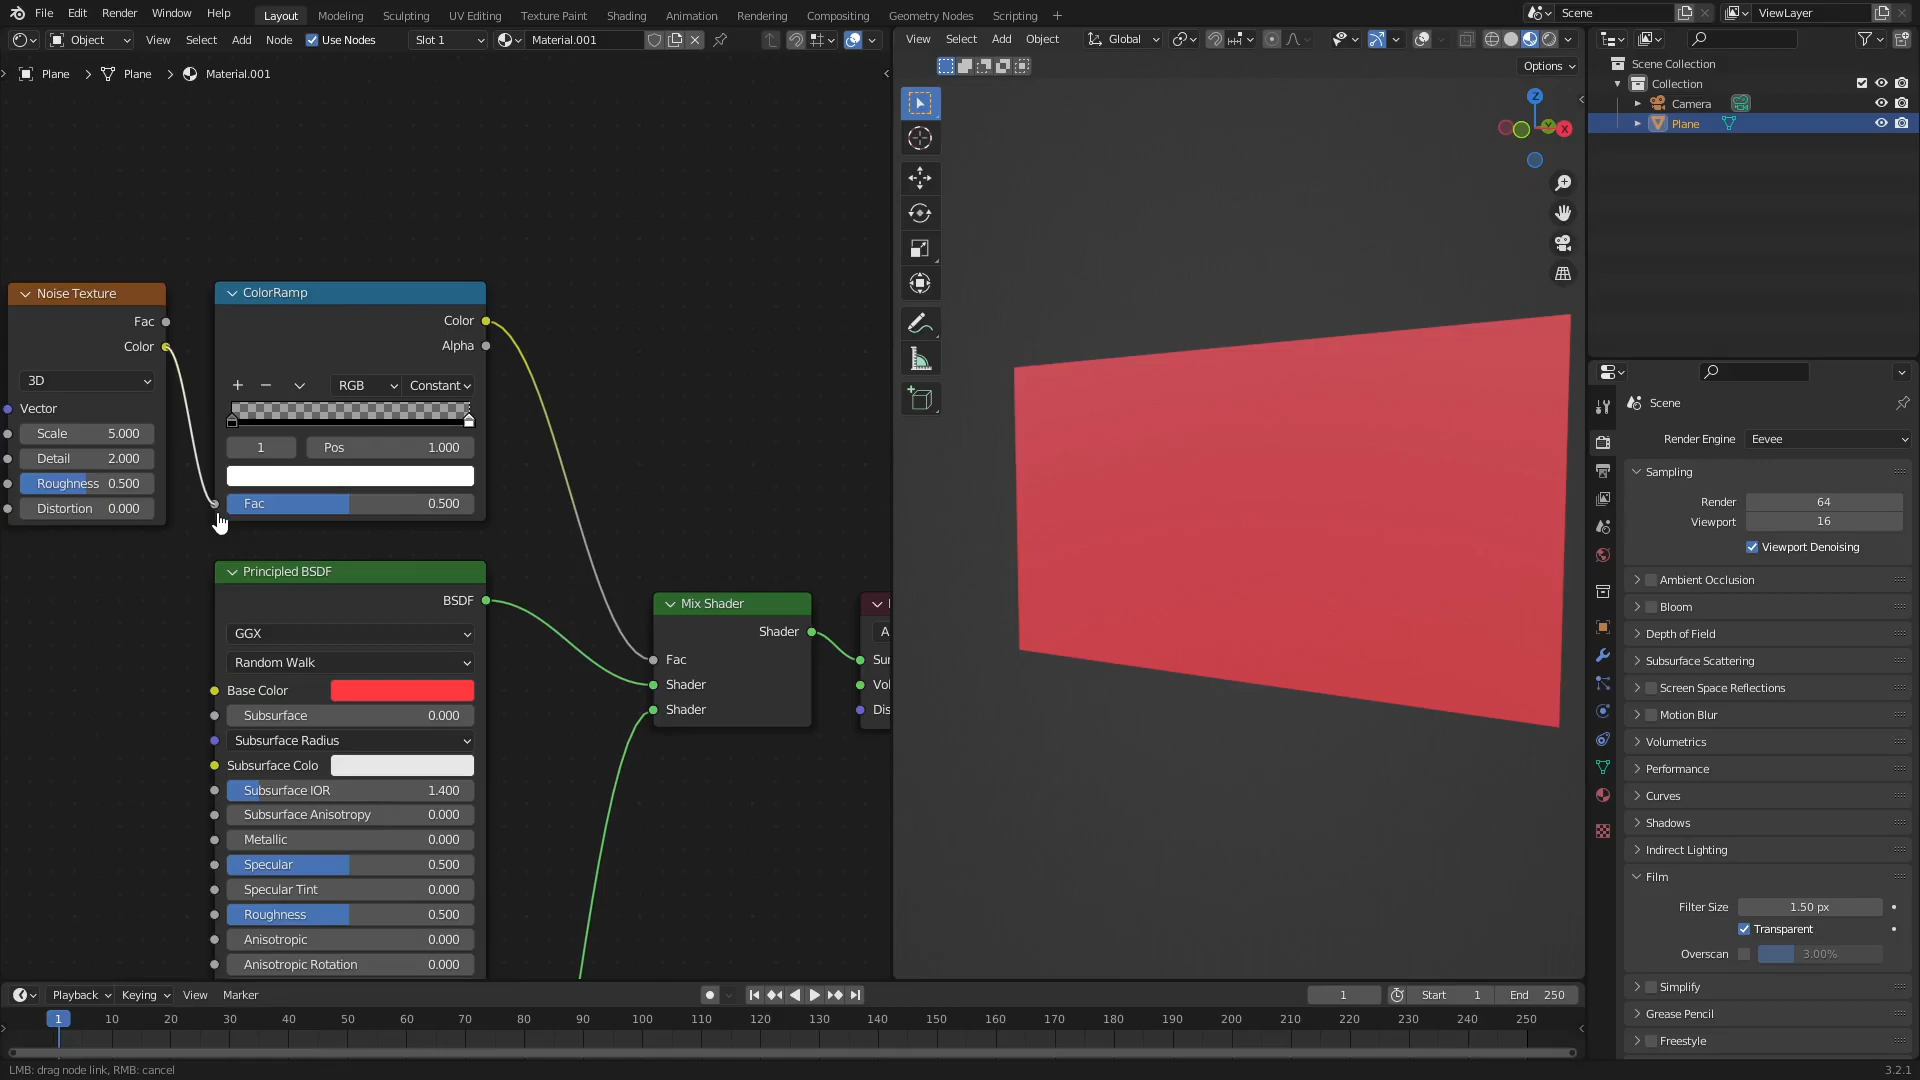 File Edit Render Window Help Layout Modeling Sculpting UV Editing Texture Paint Shading Animation Rendering Compositing Geometry Nodes Scripting + Scene ViewLayer
Object View Select Add Node Use Nodes Slot 1 Material.001
View Select Add Object Global
Plane > Plane > Material.001
Options
Scene Collection
Collection
Camera
Plane
Noise Texture
Fac
Color
3D
Vector
Scale 5.000
Detail 2.000
Roughness 0.500
Distortion 0.000
ColorRamp
Color
Alpha
RGB Constant
1 Pos 1.000
Fac 0.500
Principled BSDF
BSDF
GGX
Random Walk
Base Color
Subsurface 0.000
Subsurface Radius
Subsurface Colo
Subsurface IOR 1.400
Subsurface Anisotropy 0.000
Metallic 0.000
Specular 0.500
Specular Tint 0.000
Roughness 0.500
Anisotropic 0.000
Anisotropic Rotation 0.000
Mix Shader
Shader
Fac
Shader
Shader
A
Sur
Vol
Dis
Z
Y
X
Scene
Render Engine Eevee
Sampling
Render 64
Viewport 16
Viewport Denoising
Ambient Occlusion
Bloom
Depth of Field
Subsurface Scattering
Screen Space Reflections
Motion Blur
Volumetrics
Performance
Curves
Shadows
Indirect Lighting
Film
Filter Size 1.50 px
Transparent
Overscan 3.00%
Simplify
Grease Pencil
Freestyle
Playback Keying View Marker 1 Start 1 End 250
1 10 20 30 40 50 60 70 80 90 100 110 120 130 140 150 160 170 180 190 200 210 220 230 240 250
LMB: drag node link, RMB: cancel 3.2.1